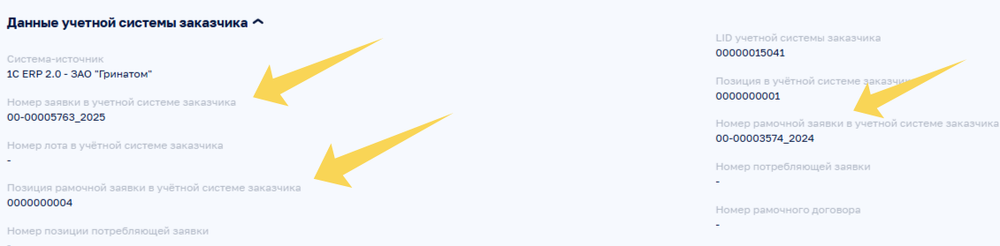 Данные учетной системы заказчика
Система-источник
1С ERP 2.0 - ЗАО "Гринатом"
Номер заявки в учетной системе заказчика
00-00005763_2025
Номер лота в учётной системе заказчика
-
Позиция рамочной заявки в учётной системе заказчика
0000000004
Номер позиции потребляющей заявки
LID учетной системы заказчика
00000015041
Позиция в учётной системе заказчика
0000000001
Номер рамочной заявки в учетной системе заказчика
00-00003574_2024
Номер потребляющей заявки
-
Номер рамочного договора
-